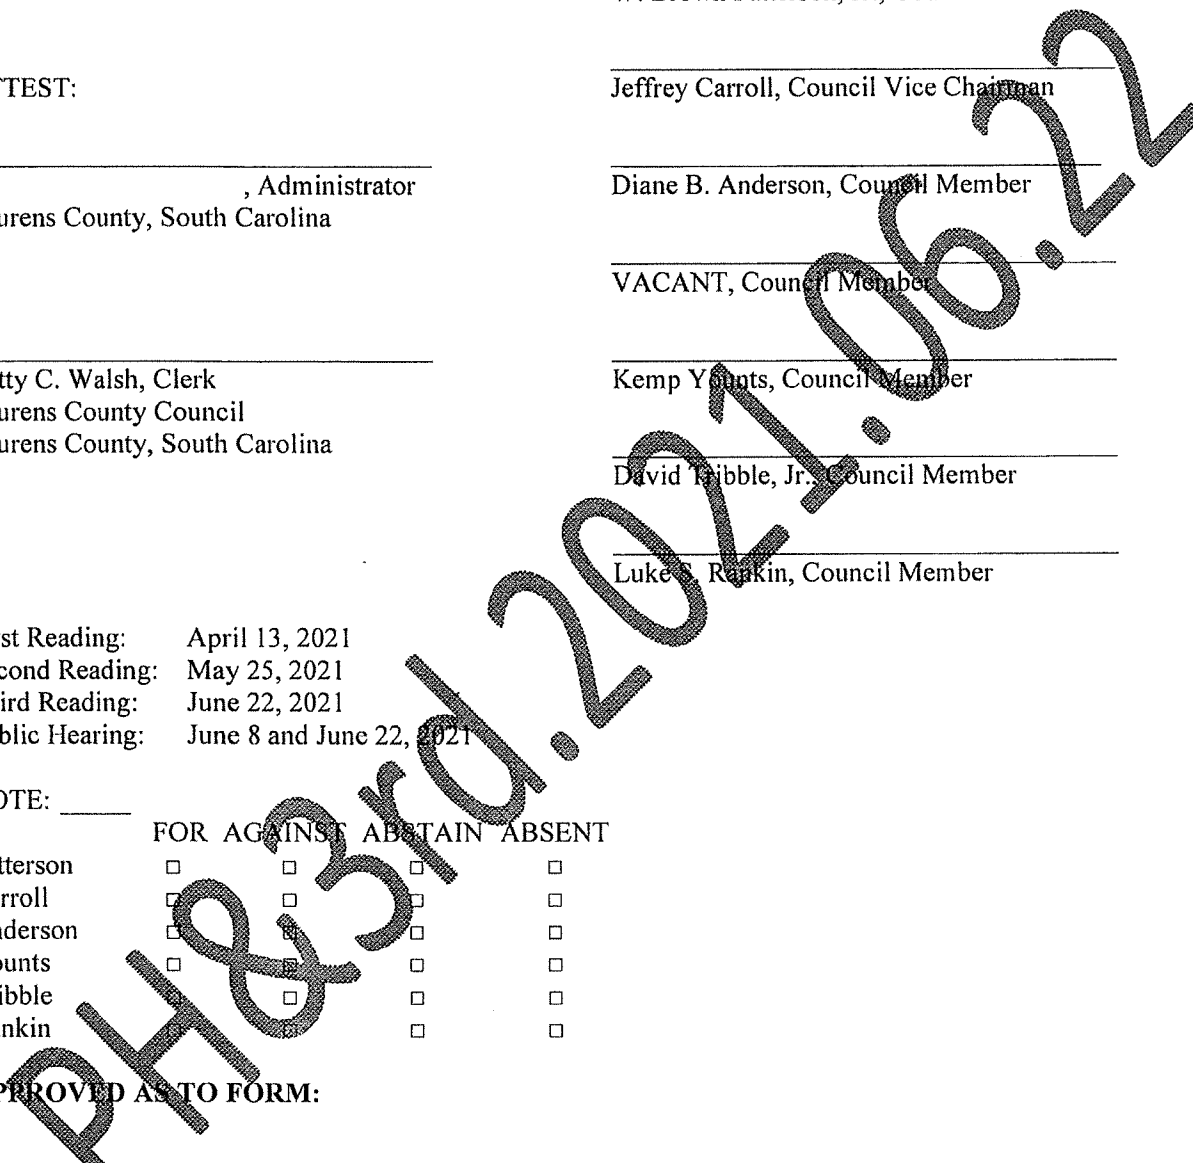 TTEST:
, Administrator
urens County, South Carolina
tty C. Walsh, Clerk
urens County Council
urens County, South Carolina
Jeffrey Carroll, Council Vice Chairman
Diane B. Anderson, Council Member
VACANT, Council Member
Kemp Younts, Council Member
David Tribble, Jr., Council Member
Luke S. Rankin, Council Member
st Reading: April 13, 2021
cond Reading: May 25, 2021
ird Reading: June 22, 2021
blic Hearing: June 8 and June 22, 2021
OTE: _____
FOR AGAINST ABSTAIN ABSENT
tterson □ □ □ □
rroll □ □ □ □
nderson □ □ □ □
ounts □ □ □ □
ibble □ □ □ □
nkin □ □ □ □
PPROVED AS TO FORM:
PH&3rd.2021.06.22